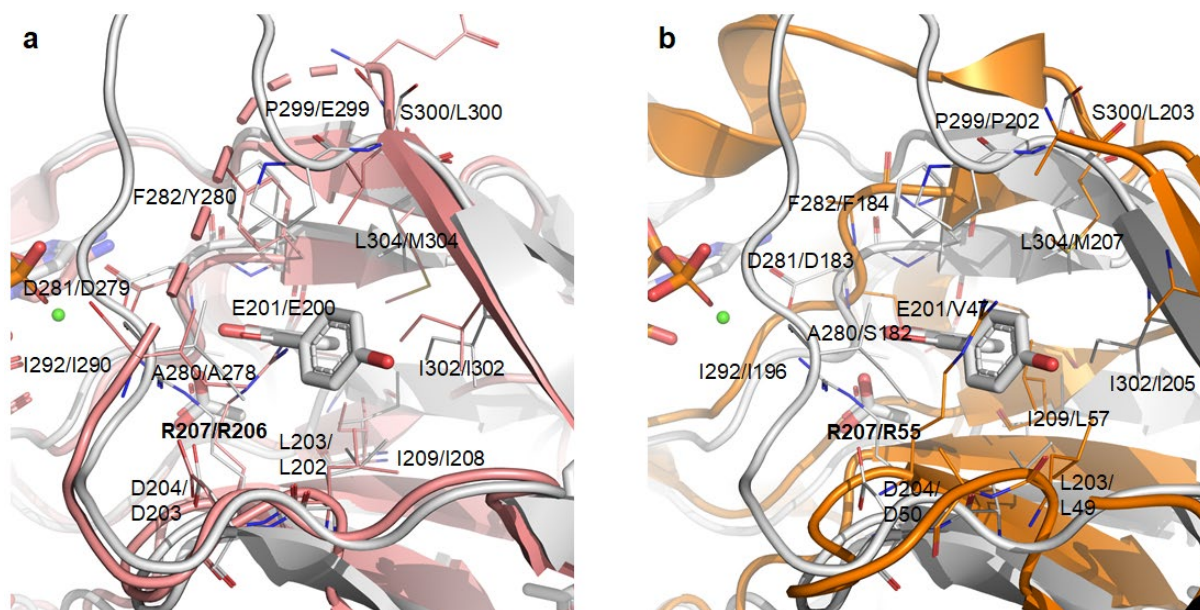 a
P299/E299
S300/L300
F282/Y280
L304/M304
D281/D279
E201/E200
I292/I290
A280/A278
I302/I302
R207/R206
L203/
L202
I209/I208
D204/
D203
b
P299/P202
S300/L203
F282/F184
L304/M207
D281/D183
E201/V47
A280/S182
I292/I196
I302/I205
I209/L57
R207/R55
D204/
D50
L203/
L49